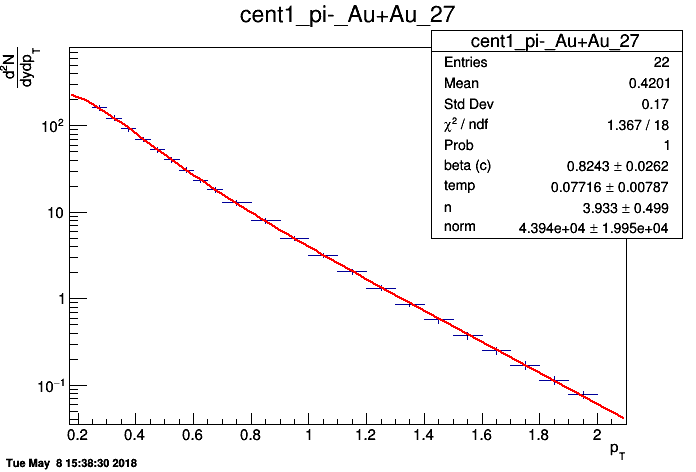 cent1_pi-_Au+Au_27
d²N
dydp_T
cent1_pi-_Au+Au_27
Entries 22
Mean 0.4201
Std Dev 0.17
χ² / ndf 1.367 / 18
Prob 1
beta (c) 0.8243 ± 0.0262
temp 0.07716 ± 0.00787
n 3.933 ± 0.499
norm 4.394e+04 ± 1.995e+04
10²
10
1
10⁻¹
0.2 0.4 0.6 0.8 1 1.2 1.4 1.6 1.8 2
p_T
Tue May 8 15:38:30 2018